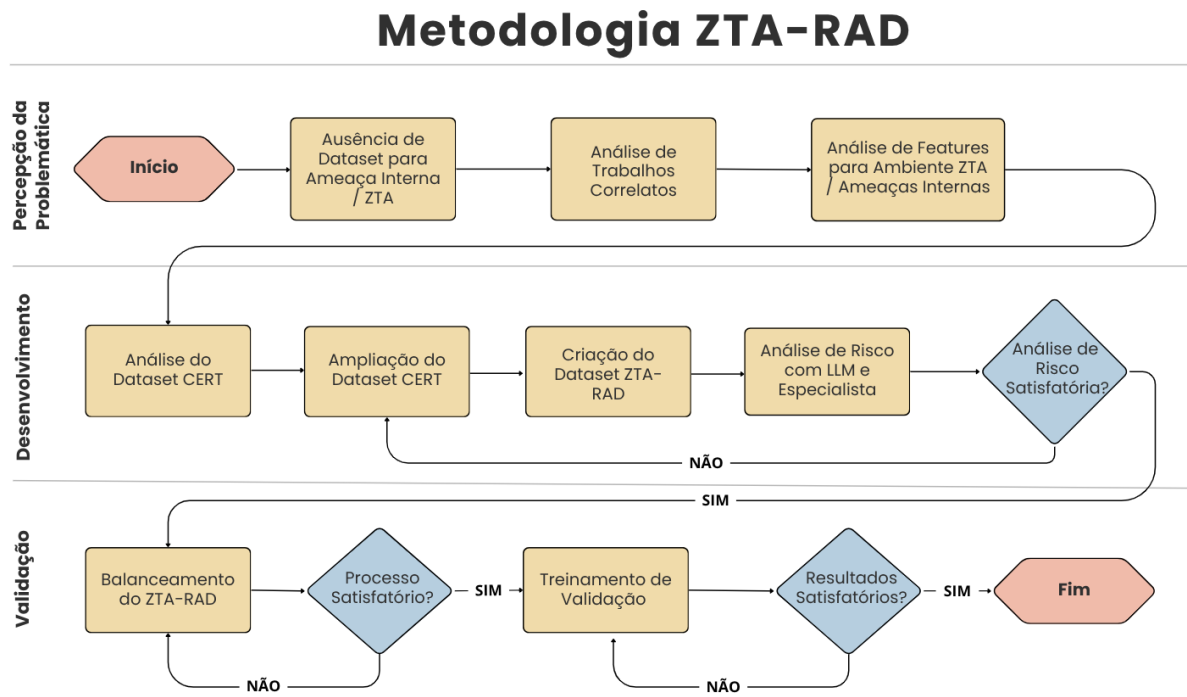 Metodologia ZTA-RAD
Percepção da
Problemática
Início
Ausência de
Dataset para
Ameaça Interna
/ ZTA
Análise de
Trabalhos
Correlatos
Análise de Features
para Ambiente ZTA
/ Ameaças Internas
Desenvolvimento
Análise do
Dataset CERT
Ampliação do
Dataset CERT
Criação do
Dataset ZTA-
RAD
Análise de Risco
com LLM e
Especialista
Análise de
Risco
Satisfatória?
NÃO
SIM
Validação
Balanceamento
do ZTA-RAD
Processo
Satisfatório?
SIM
Treinamento de
Validação
Resultados
Satisfatórios?
SIM
Fim
NÃO
NÃO